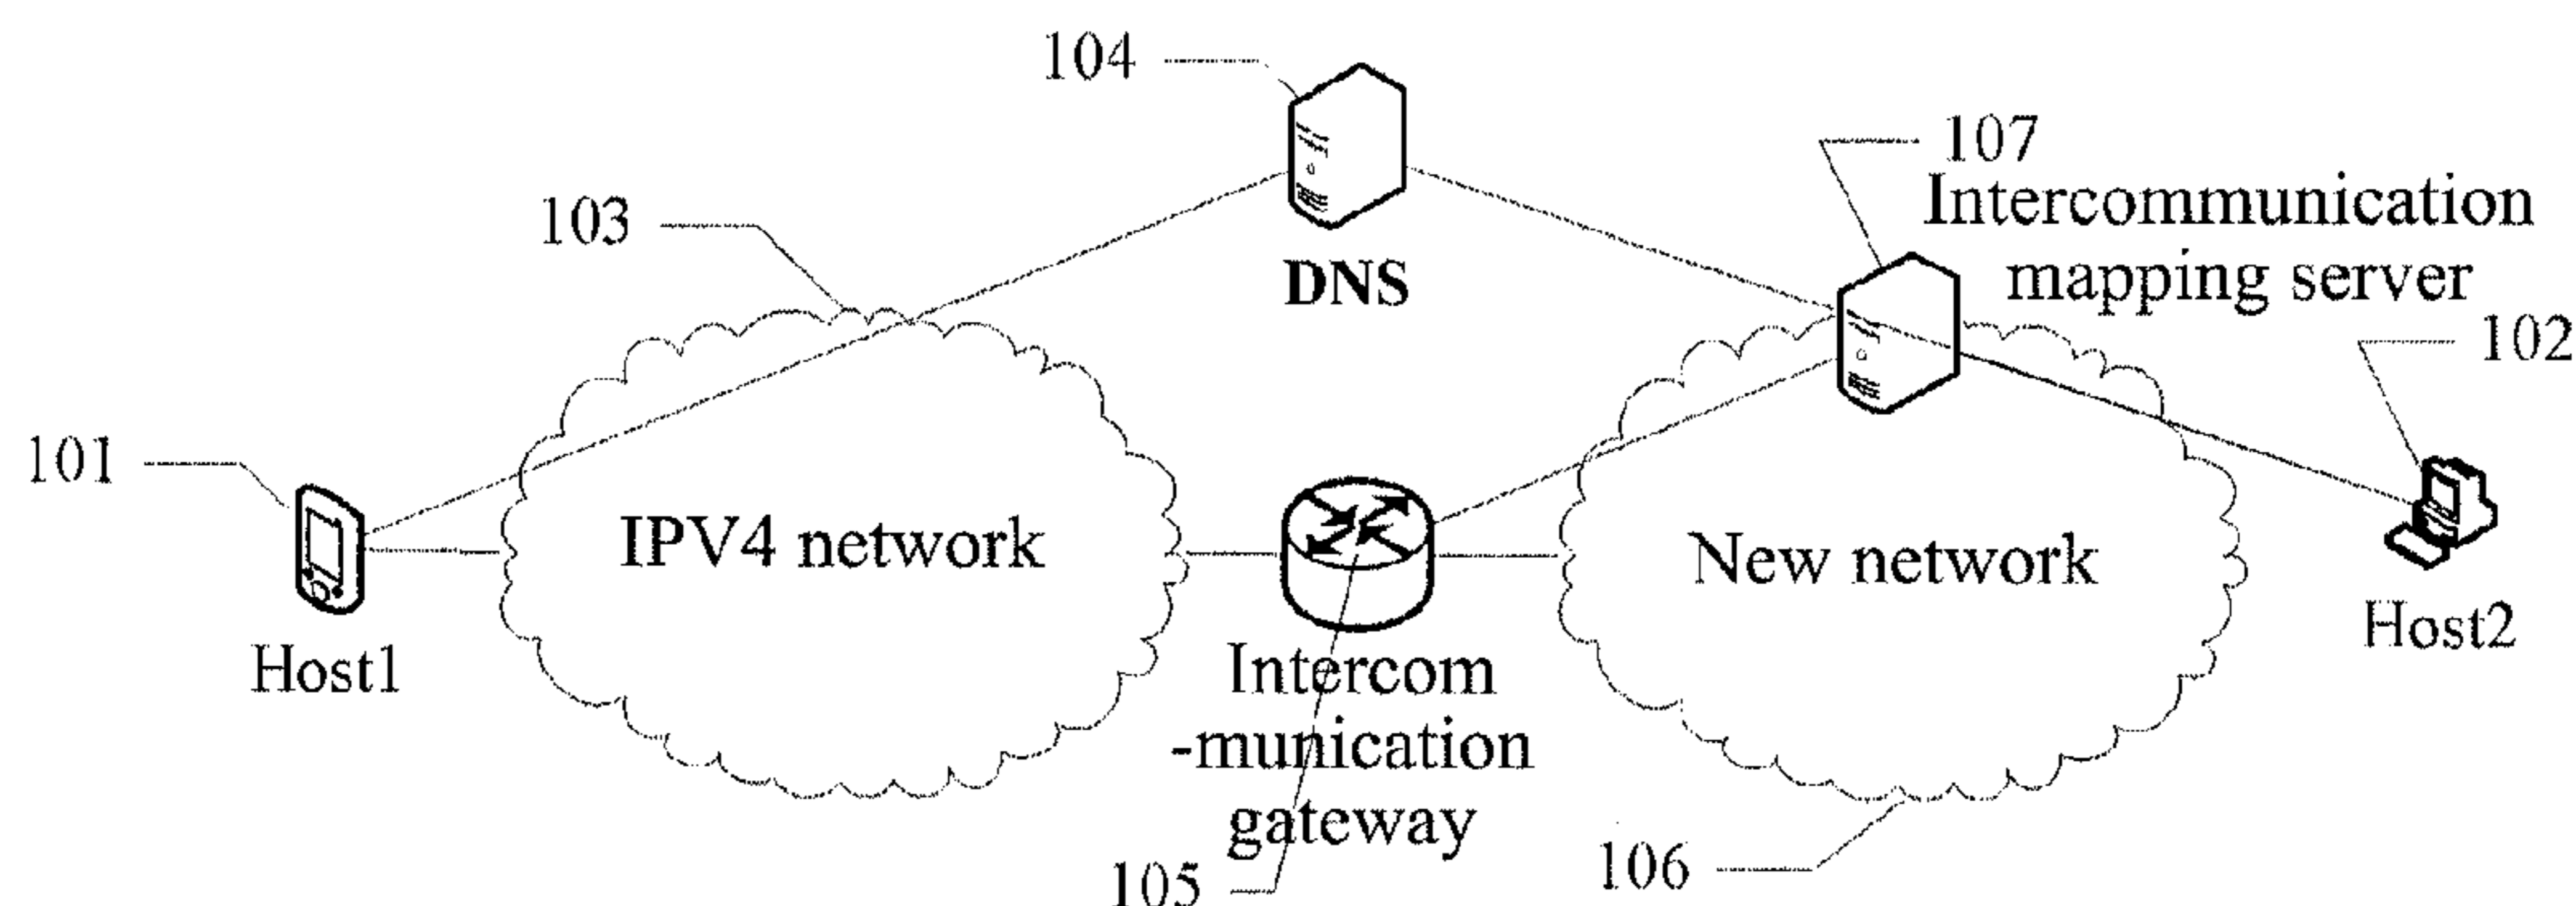 104
107
Intercommunication
mapping server
103
DNS
102
101
IPV4 network
New network
Host1
Intercom
-munication
gateway
Host2
105
106